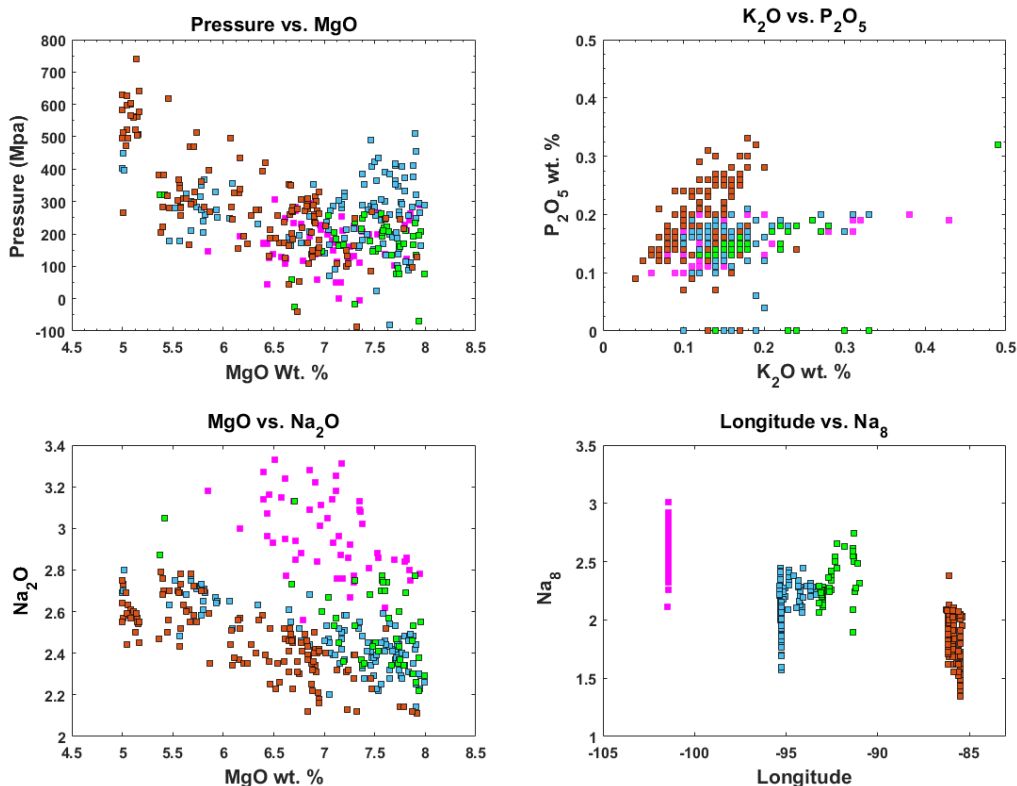 Pressure vs. MgO
800
700
600
500
400
300
200
100
0
-100
Pressure (Mpa)
4.5 5 5.5 6 6.5 7 7.5 8 8.5
MgO Wt. %
K2O vs. P2O5
0.5
0.4
0.3
0.2
0.1
0
P2O5 wt. %
0 0.1 0.2 0.3 0.4 0.5
K2O wt. %
MgO vs. Na2O
3.4
3.2
3
2.8
2.6
2.4
2.2
2
Na2O
4.5 5 5.5 6 6.5 7 7.5 8 8.5
MgO wt. %
Longitude vs. Na8
3.5
3
2.5
2
1.5
1
Na8
-105 -100 -95 -90 -85
Longitude